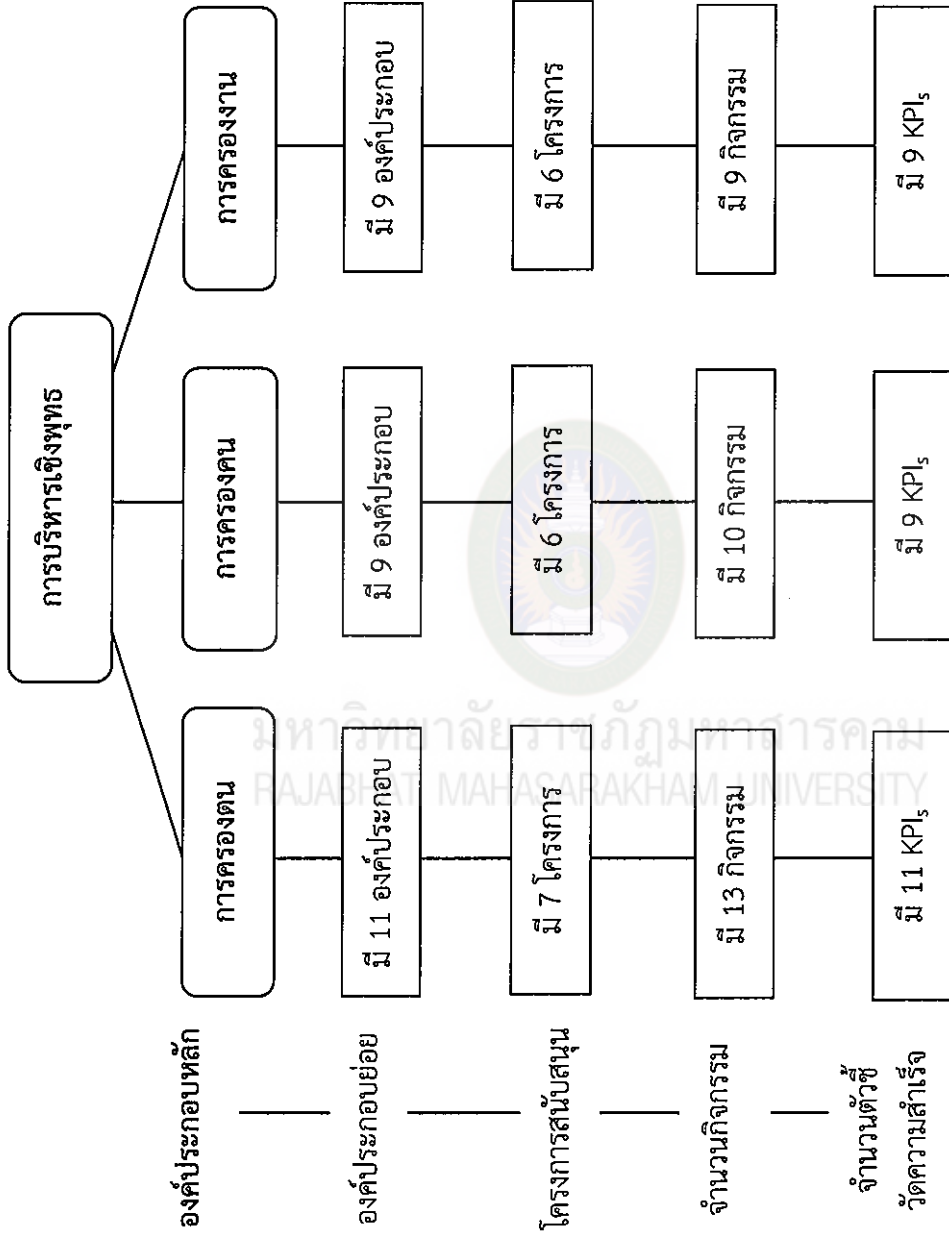 การบริหารเชิงพุทธ
องค์ประกอบหลัก
การครองตน
การครองคน
การครองงาน
องค์ประกอบย่อย
มี 11 องค์ประกอบ
มี 9 องค์ประกอบ
มี 9 องค์ประกอบ
โครงการสนับสนุน
มี 7 โครงการ
มี 6 โครงการ
มี 6 โครงการ
จำนวนกิจกรรม
มี 13 กิจกรรม
มี 10 กิจกรรม
มี 9 กิจกรรม
จำนวนตัวชี้
วัดความสำเร็จ
มี 11 KPIs
มี 9 KPIs
มี 9 KPIs
มหาวิทยาลัยราชภัฏมหาสารคาม
RAJABHAT MAHASARAKHAM UNIVERSITY